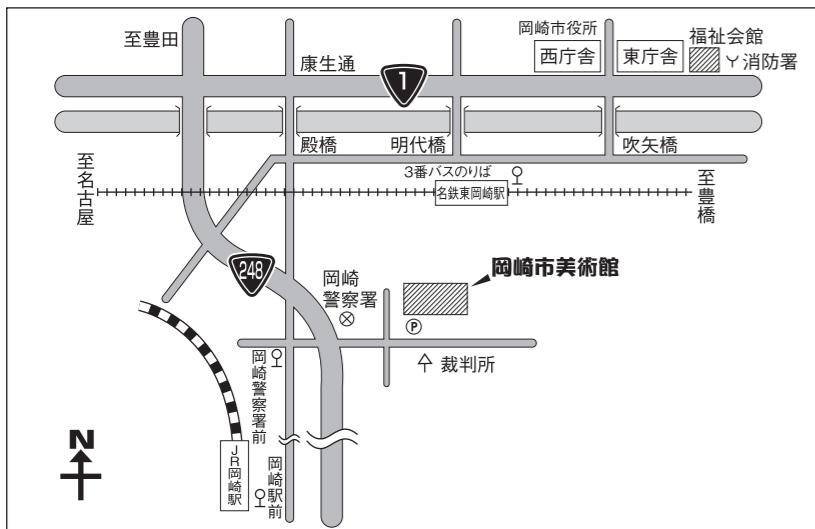 至豊田
康生通
1
岡崎市役所
西庁舎
東庁舎
福祉会館
消防署
殿橋
明代橋
吹矢橋
至名古屋
3番バスのりば
名鉄東岡崎駅
至豊橋
248
岡崎
警察署
岡崎市美術館
P
裁判所
岡崎警察署前
N
JR岡崎駅
岡崎駅前